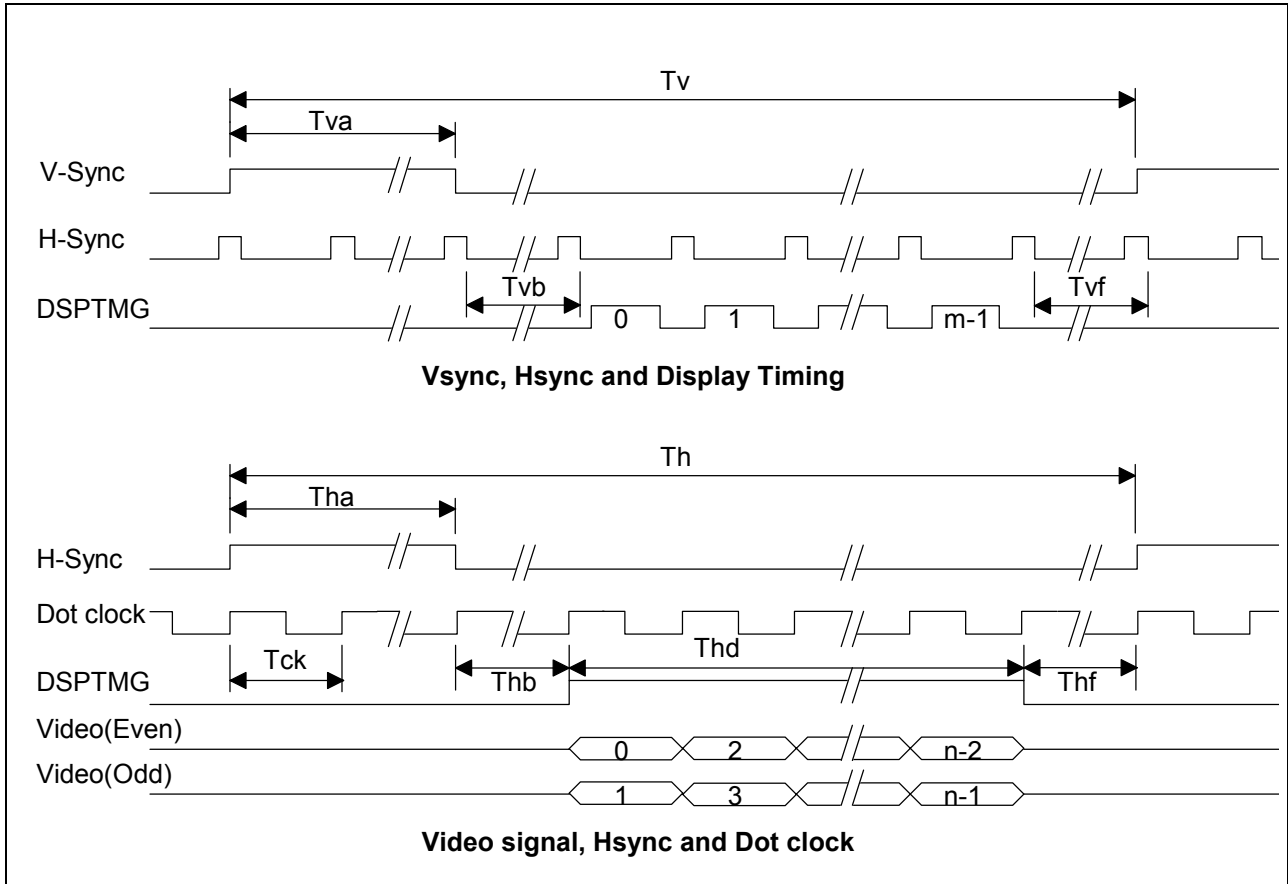 Tv
Tva
V-Sync
H-Sync
Tvb
Tvf
DSPTMG
0 1 m-1
Vsync, Hsync and Display Timing
Th
Tha
H-Sync
Dot clock
Tck
Thb
Thd
Thf
DSPTMG
Video(Even)
0 2 n-2
Video(Odd)
1 3 n-1
Video signal, Hsync and Dot clock